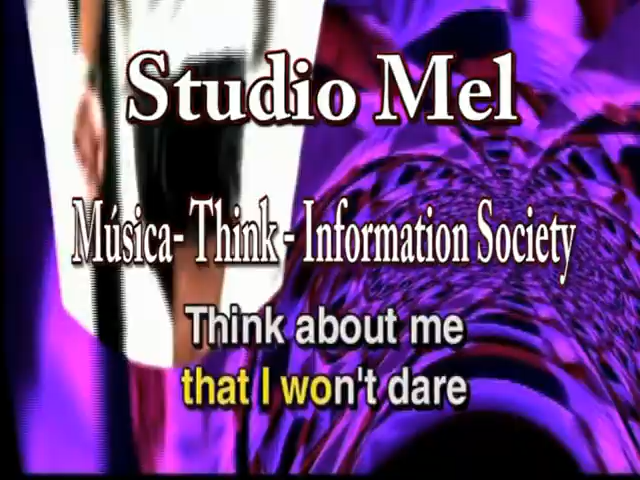 Studio Mel
Música- Think - Information Society
Think about me
that I won't dare